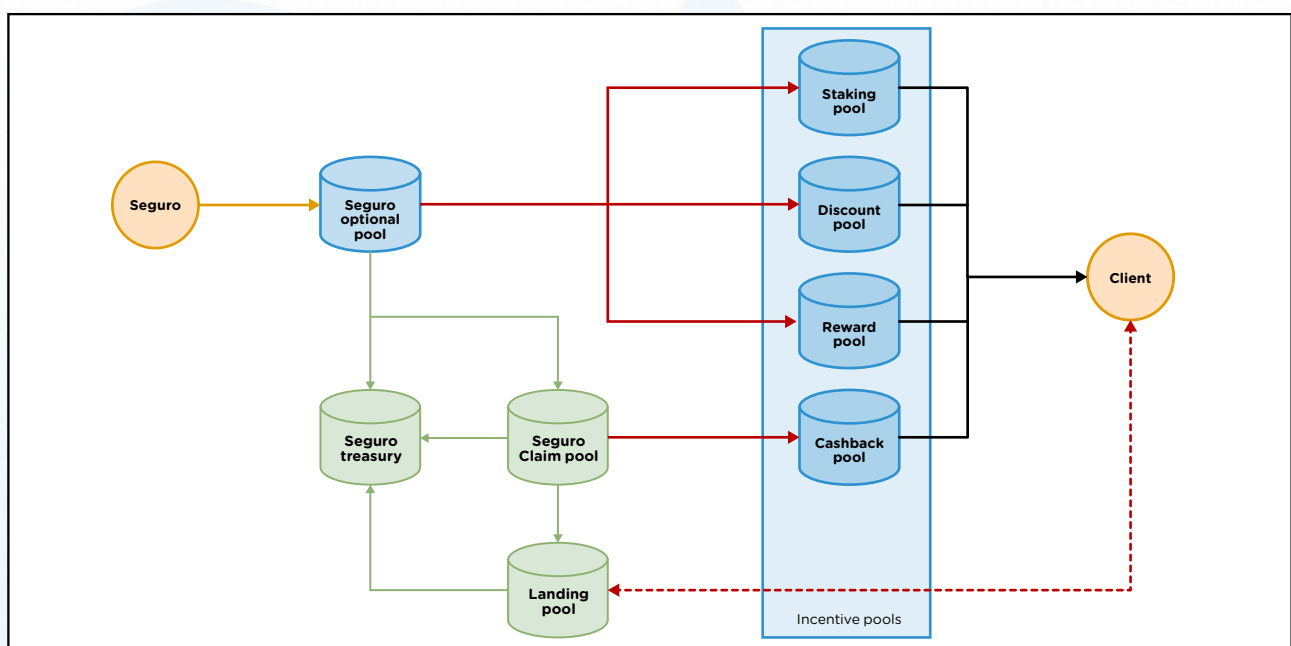 Staking
pool
Seguro
Seguro
optional
pool
Discount
pool
Client
Reward
pool
Seguro
treasury
Seguro
Claim pool
Cashback
pool
Landing
pool
Incentive pools